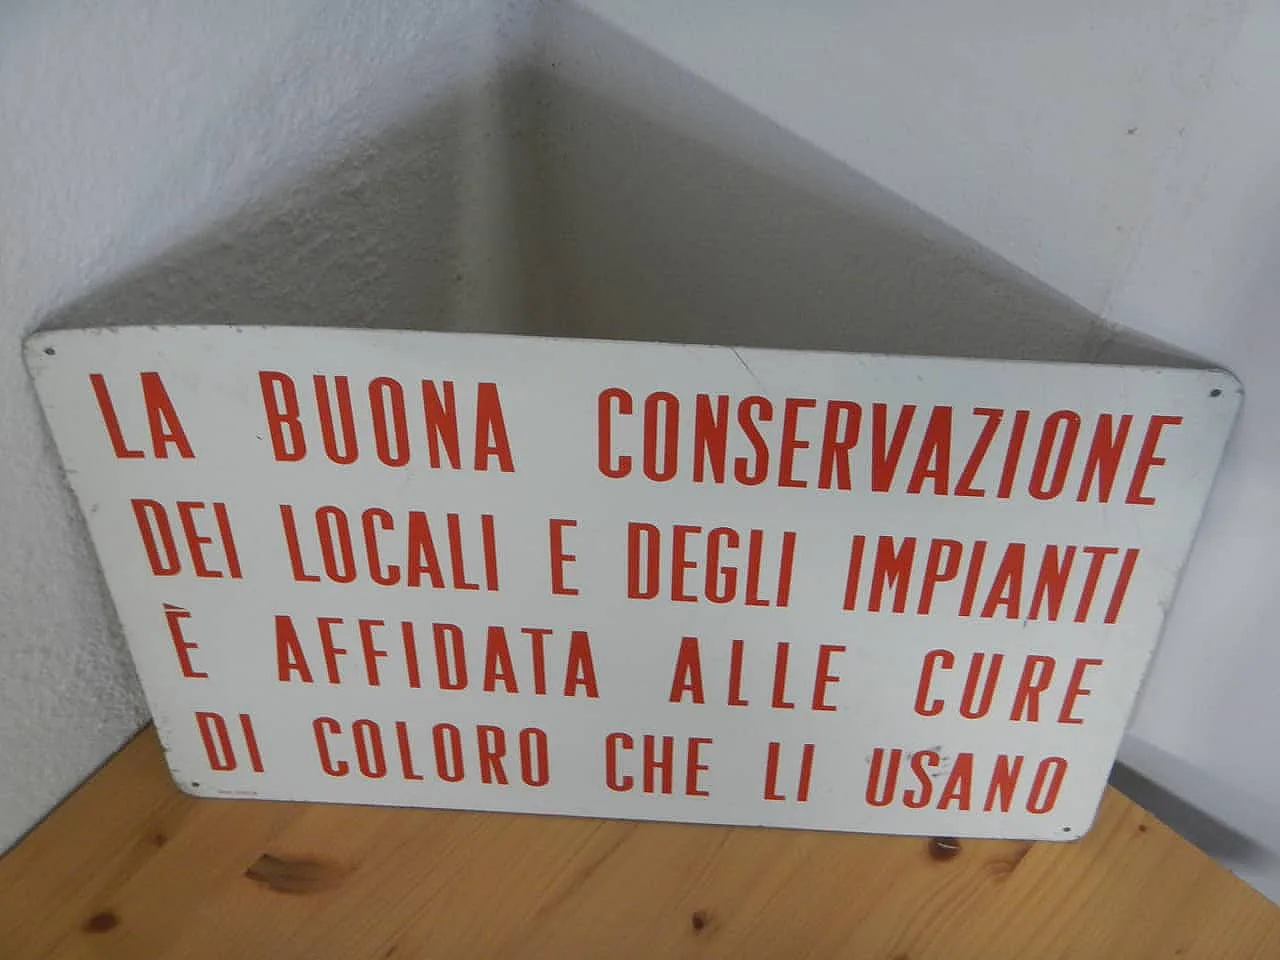 LA BUONA CONSERVAZIONE
DEI LOCALI E DEGLI IMPIANTI
È AFFIDATA ALLE CURE
DI COLORO CHE LI USANO